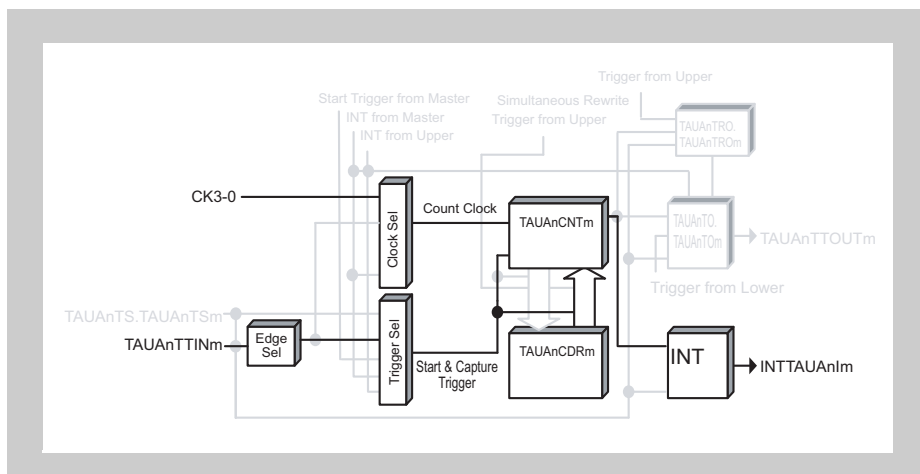 Trigger from Upper
Start Trigger from Master
INT from Master
INT from Upper
Simultaneous Rewrite
Trigger from Upper
TAUAnTRO.
TAUAnTROm
CK3-0
Clock Sel
Count Clock
TAUAnCNTm
TAUAnTO.
TAUAnTOm
TAUAnTTOUTm
Trigger from Lower
TAUAnTS.TAUAnTSm
TAUAnTTINm
Edge
Sel
Trigger Sel
Start & Capture
Trigger
TAUAnCDRm
INT
INTTAUAnIm